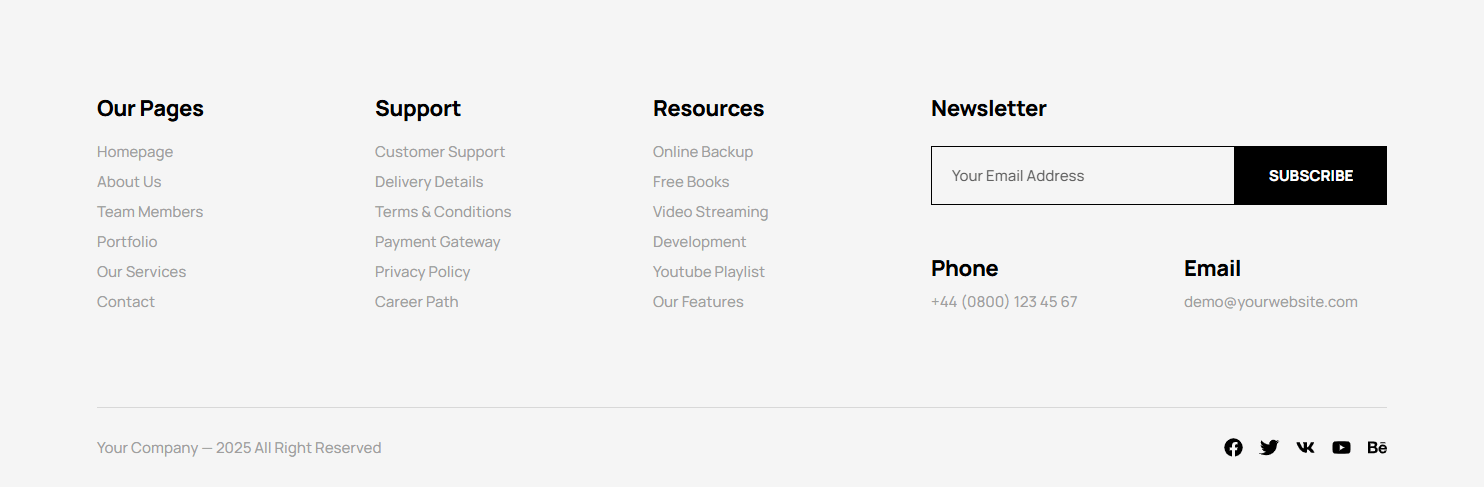 Our Pages
Homepage
About Us
Team Members
Portfolio
Our Services
Contact
Support
Customer Support
Delivery Details
Terms & Conditions
Payment Gateway
Privacy Policy
Career Path
Resources
Online Backup
Free Books
Video Streaming
Development
Youtube Playlist
Our Features
Newsletter
Your Email Address
SUBSCRIBE
Phone
+44 (0800) 123 45 67
Email
demo@yourwebsite.com
Your Company — 2025 All Right Reserved